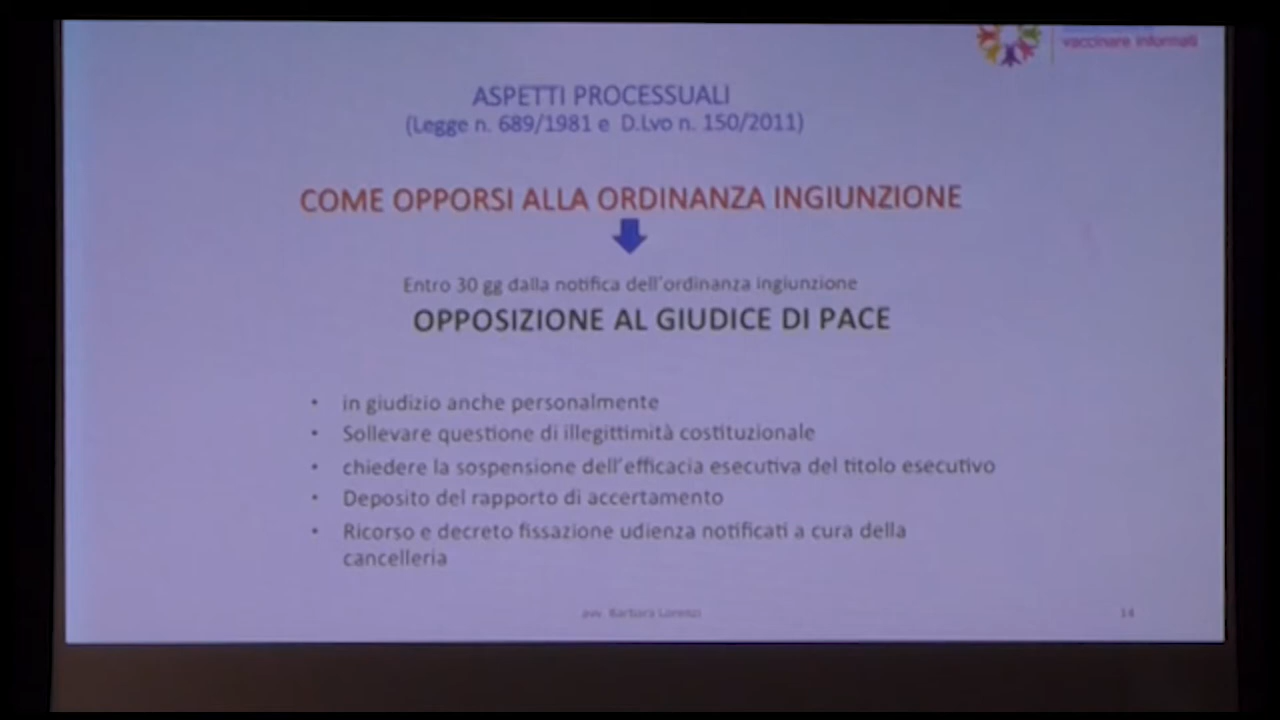 vaccinare informati
ASPETTI PROCESSUALI
(Legge n. 689/1981 e D.Lvo n. 150/2011)
COME OPPORSI ALLA ORDINANZA INGIUNZIONE
Entro 30 gg dalla notifica dell'ordinanza ingiunzione
OPPOSIZIONE AL GIUDICE DI PACE
• in giudizio anche personalmente
• Sollevare questione di illegittimità costituzionale
• chiedere la sospensione dell'efficacia esecutiva del titolo esecutivo
• Deposito del rapporto di accertamento
• Ricorso e decreto fissazione udienza notificati a cura della
cancelleria
avv. Barbara Lorenzi
14